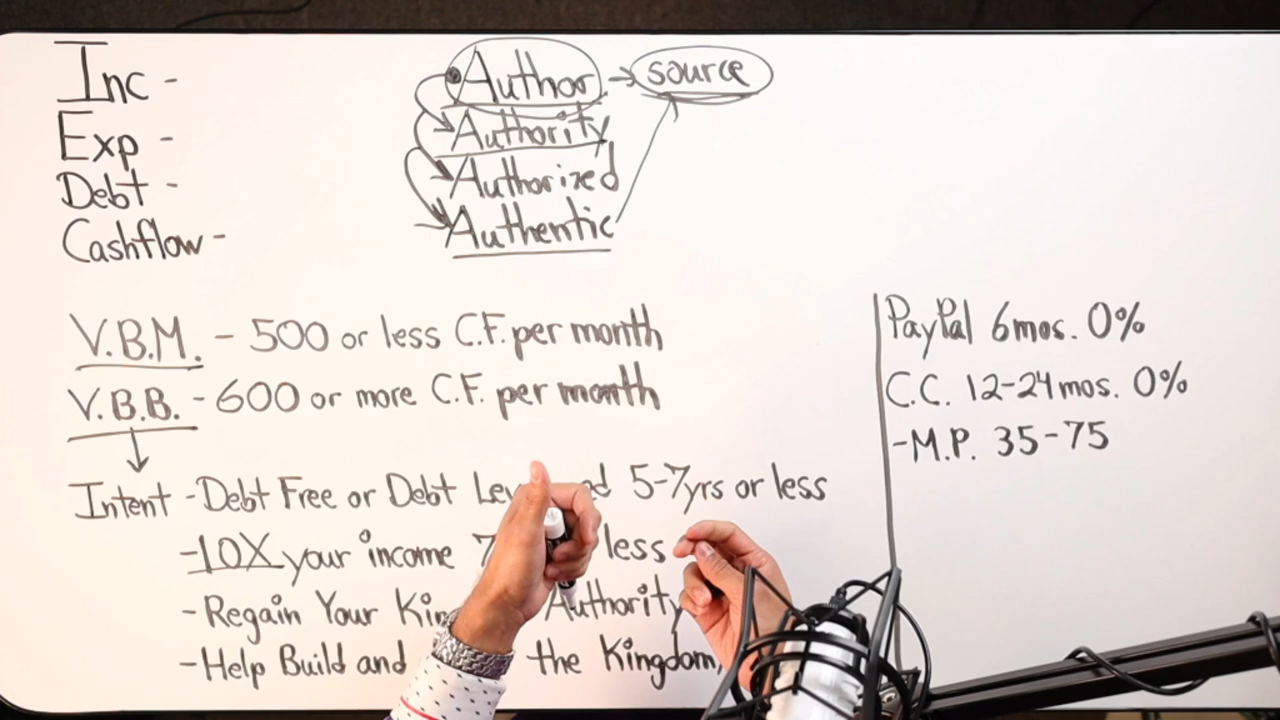 Inc -
Exp -
Debt -
Cashflow -
Author → source
Authority
Authorized
Authentic
V.B.M. - 500 or less C.F. per month
V.B.B. - 600 or more C.F. per month
Intent - Debt Free or Debt 5-7yrs or less
-10X your income less
- Regain Your Authority
- Help Build and the Kingdom
PayPal 6mos. 0%
C.C. 12-24mos. 0%
-M.P. 35-75